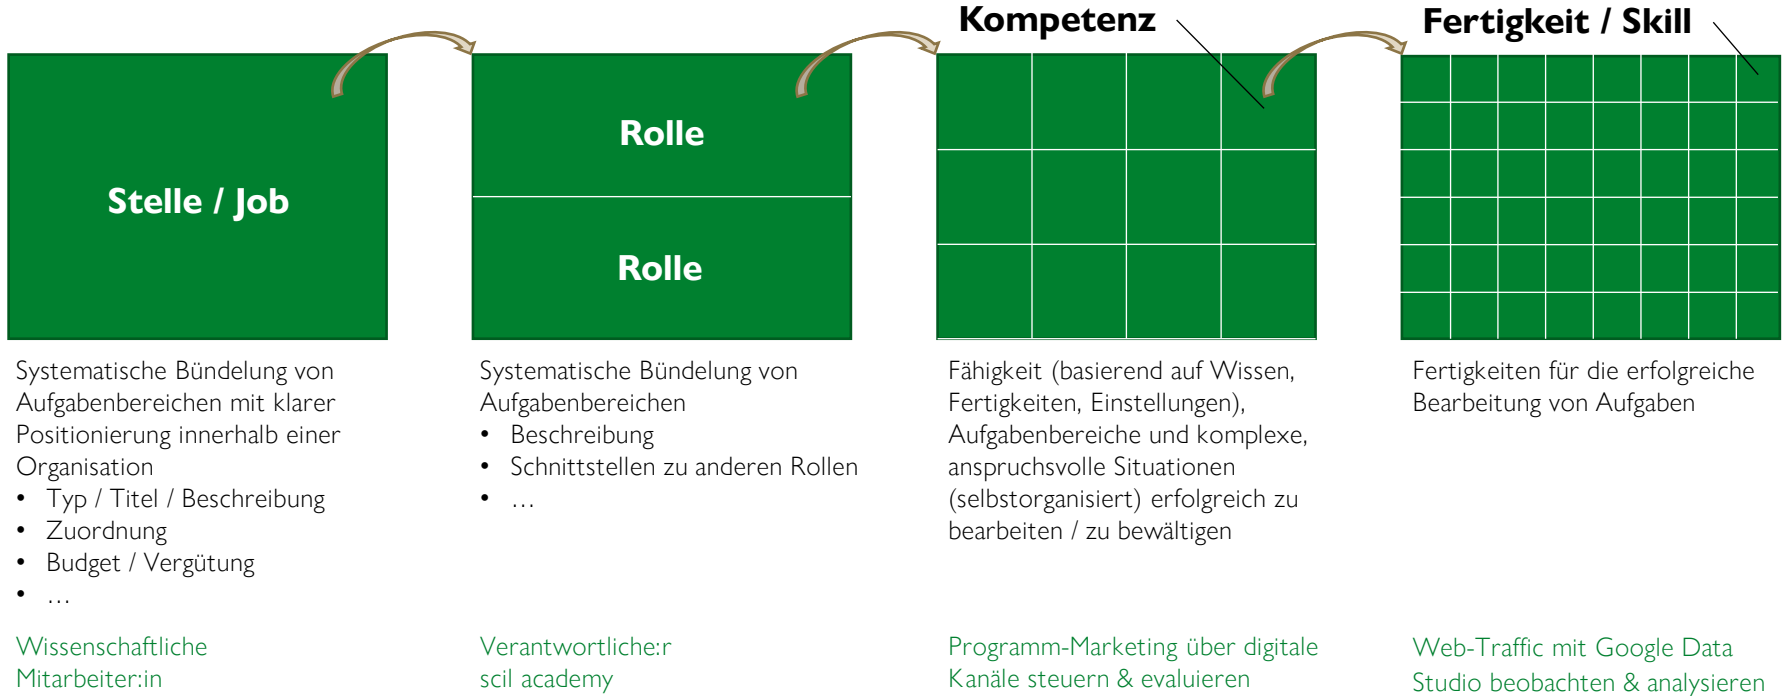 Kompetenz
Fertigkeit / Skill
Stelle / Job
Rolle
Rolle
Systematische Bündelung von
Aufgabenbereichen mit klarer
Positionierung innerhalb einer
Organisation
• Typ / Titel / Beschreibung
• Zuordnung
• Budget / Vergütung
• …
Wissenschaftliche
Mitarbeiter:in
Systematische Bündelung von
Aufgabenbereichen
• Beschreibung
• Schnittstellen zu anderen Rollen
• …
Verantwortliche:r
scil academy
Fähigkeit (basierend auf Wissen,
Fertigkeiten, Einstellungen),
Aufgabenbereiche und komplexe,
anspruchsvolle Situationen
(selbstorganisiert) erfolgreich zu
bearbeiten / zu bewältigen
Programm-Marketing über digitale
Kanäle steuern & evaluieren
Fertigkeiten für die erfolgreiche
Bearbeitung von Aufgaben
Web-Traffic mit Google Data
Studio beobachten & analysieren